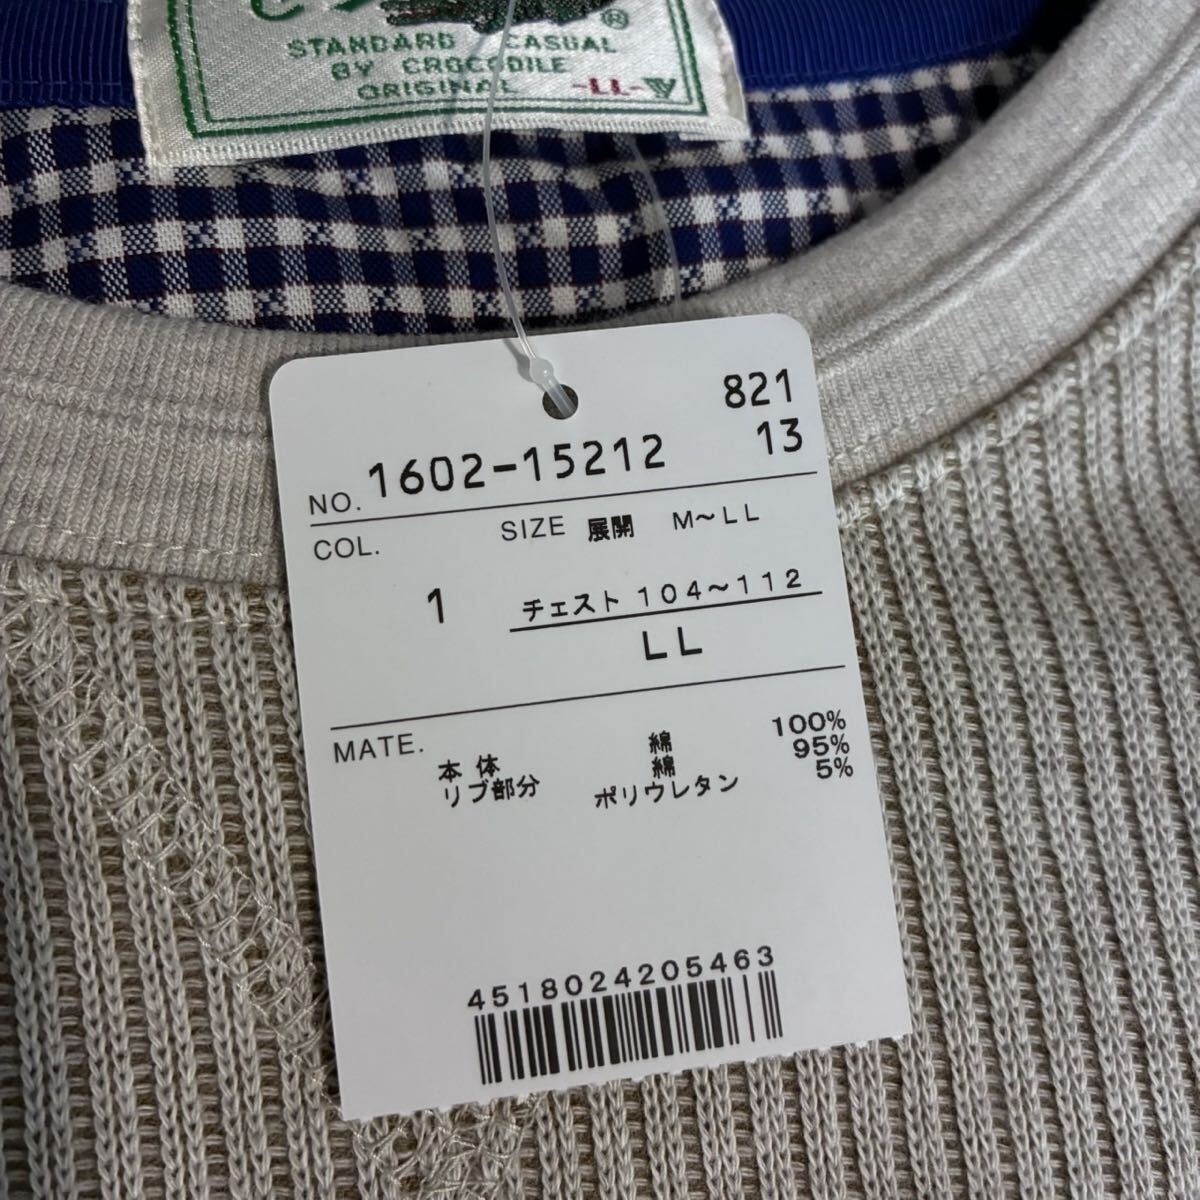 STANDARD CASUAL
BY CROCODILE
ORIGINAL -LL-
®
821
NO. 1602-15212 13
COL. SIZE 展開 M〜LL
1 チェスト 104〜112
LL
MATE. 本体 綿 100%
リブ部分 綿 95%
ポリウレタン 5%
4518024205463